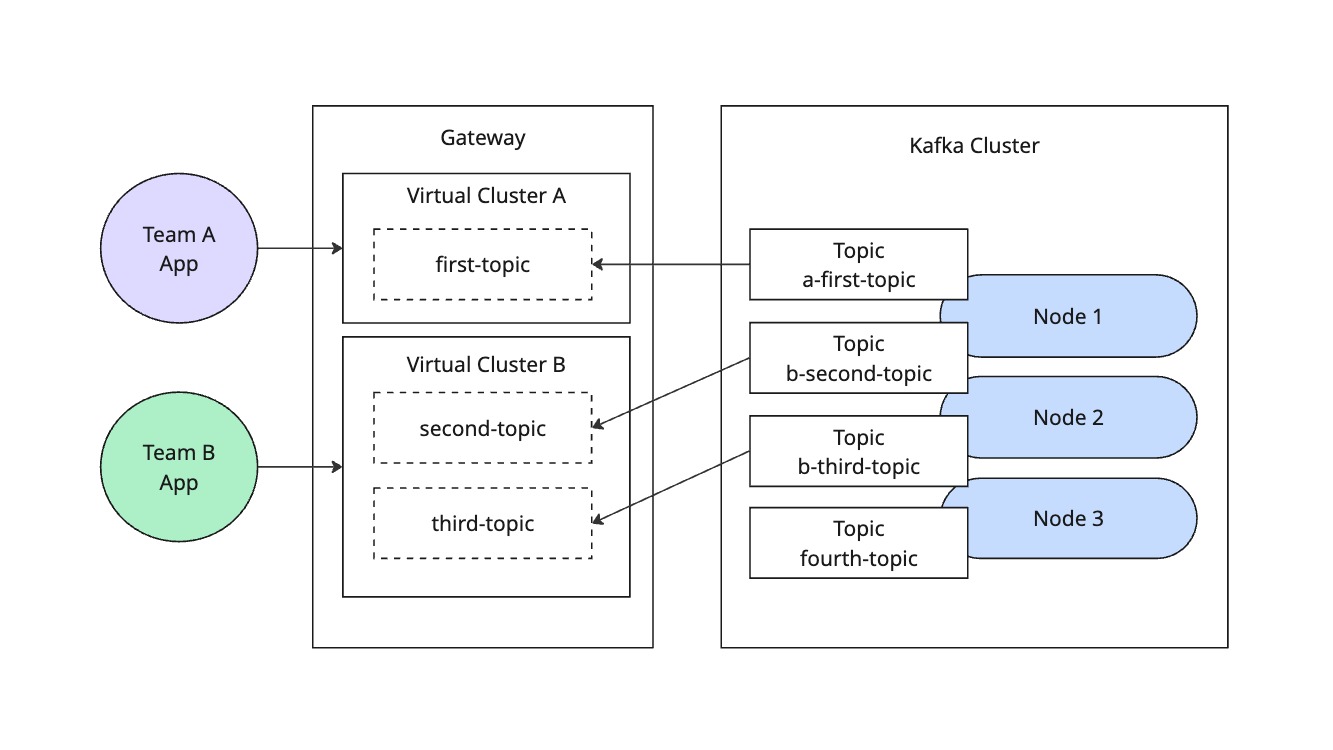 Gateway
Kafka Cluster
Team A
App
Virtual Cluster A
first-topic
Topic
a-first-topic
Node 1
Topic
b-second-topic
Team B
App
Virtual Cluster B
second-topic
third-topic
Node 2
Topic
b-third-topic
Node 3
Topic
fourth-topic